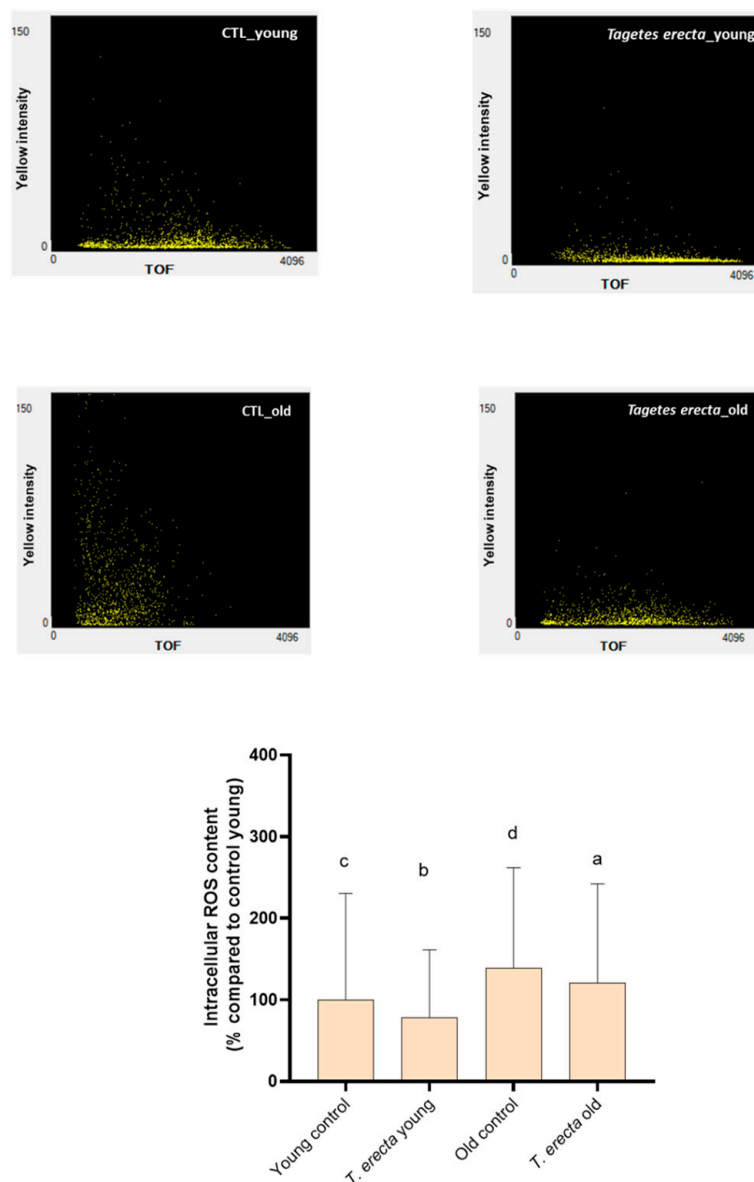 150
CTL_young
Yellow intensity
0
0
4096
TOF
150
Tagetes erecta_young
Yellow intensity
0
0
4096
TOF
150
CTL_old
Yellow intensity
0
0
4096
TOF
150
Tagetes erecta_old
Yellow intensity
0
0
4096
TOF
Intracellular ROS content
(% compared to control young)
400
300
200
100
0
c
b
d
a
Young control
T. erecta young
Old control
T. erecta old